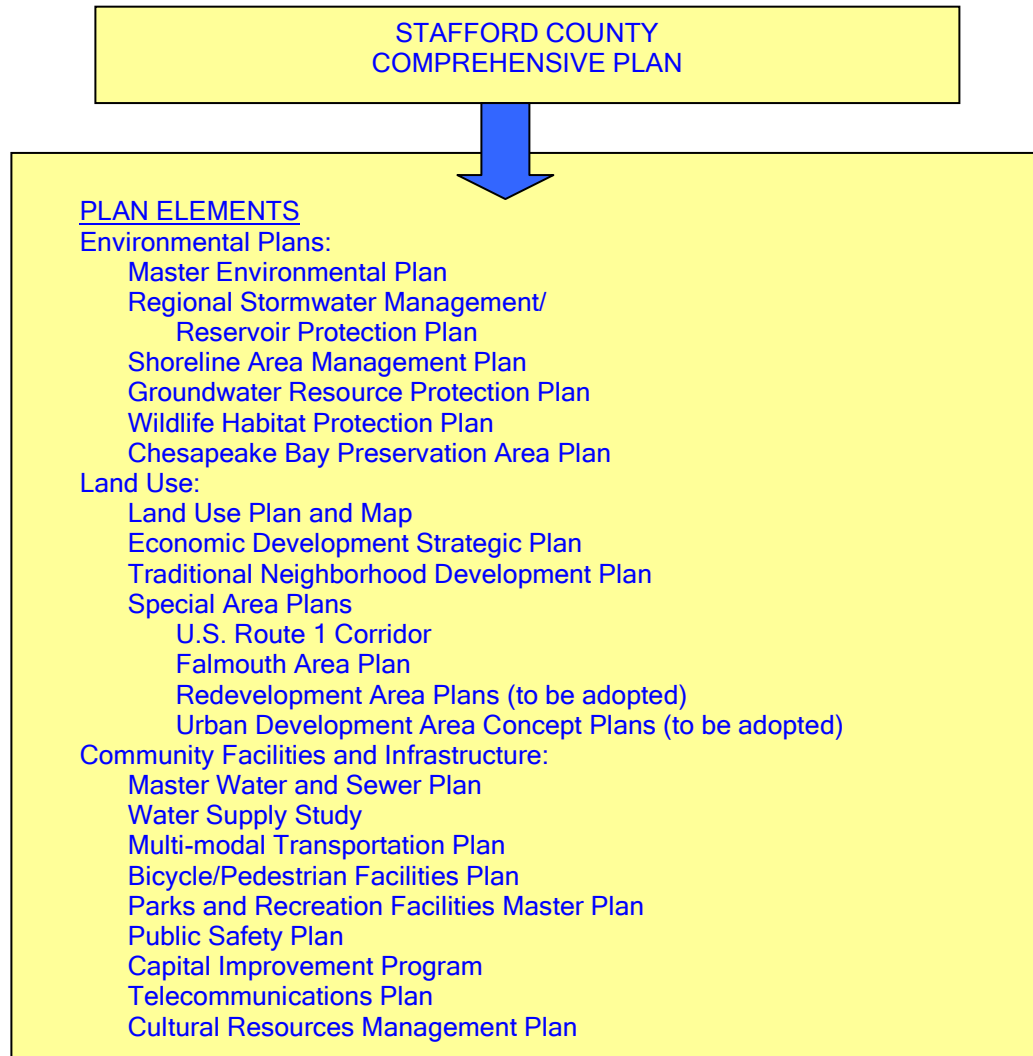 STAFFORD COUNTY
COMPREHENSIVE PLAN
PLAN ELEMENTS
Environmental Plans:
Master Environmental Plan
Regional Stormwater Management/
Reservoir Protection Plan
Shoreline Area Management Plan
Groundwater Resource Protection Plan
Wildlife Habitat Protection Plan
Chesapeake Bay Preservation Area Plan
Land Use:
Land Use Plan and Map
Economic Development Strategic Plan
Traditional Neighborhood Development Plan
Special Area Plans
U.S. Route 1 Corridor
Falmouth Area Plan
Redevelopment Area Plans (to be adopted)
Urban Development Area Concept Plans (to be adopted)
Community Facilities and Infrastructure:
Master Water and Sewer Plan
Water Supply Study
Multi-modal Transportation Plan
Bicycle/Pedestrian Facilities Plan
Parks and Recreation Facilities Master Plan
Public Safety Plan
Capital Improvement Program
Telecommunications Plan
Cultural Resources Management Plan